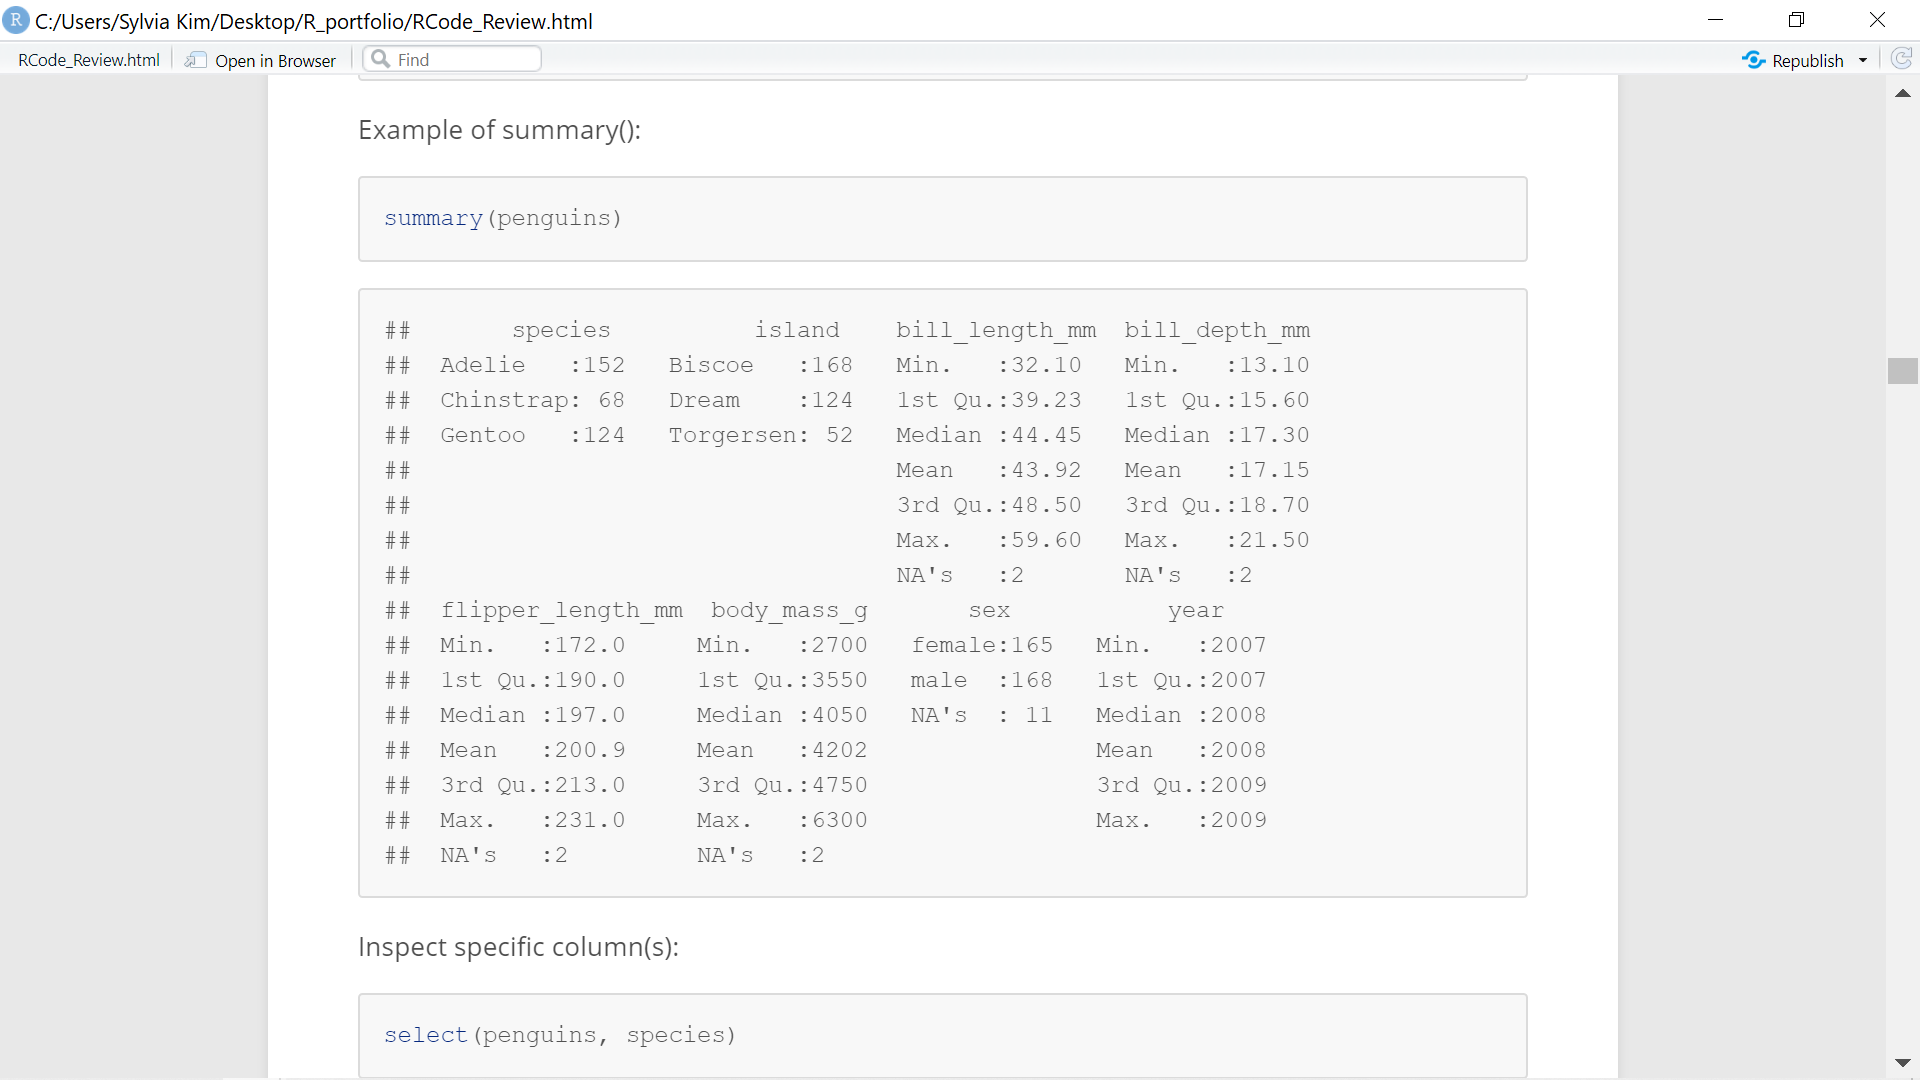 R C:/Users/Sylvia Kim/Desktop/R_portfolio/RCode_Review.html
RCode_Review.html Open in Browser Find Republish
Example of summary():
summary(penguins)
##       species          island    bill_length_mm  bill_depth_mm
##  Adelie   :152   Biscoe   :168   Min.   :32.10   Min.   :13.10
##  Chinstrap: 68   Dream    :124   1st Qu.:39.23   1st Qu.:15.60
##  Gentoo   :124   Torgersen: 52   Median :44.45   Median :17.30
##                                  Mean   :43.92   Mean   :17.15
##                                  3rd Qu.:48.50   3rd Qu.:18.70
##                                  Max.   :59.60   Max.   :21.50
##                                  NA's   :2       NA's   :2
##  flipper_length_mm  body_mass_g       sex           year
##  Min.   :172.0     Min.   :2700   female:165   Min.   :2007
##  1st Qu.:190.0     1st Qu.:3550   male  :168   1st Qu.:2007
##  Median :197.0     Median :4050   NA's  : 11   Median :2008
##  Mean   :200.9     Mean   :4202                Mean   :2008
##  3rd Qu.:213.0     3rd Qu.:4750                3rd Qu.:2009
##  Max.   :231.0     Max.   :6300                Max.   :2009
##  NA's   :2         NA's   :2
Inspect specific column(s):
select(penguins, species)